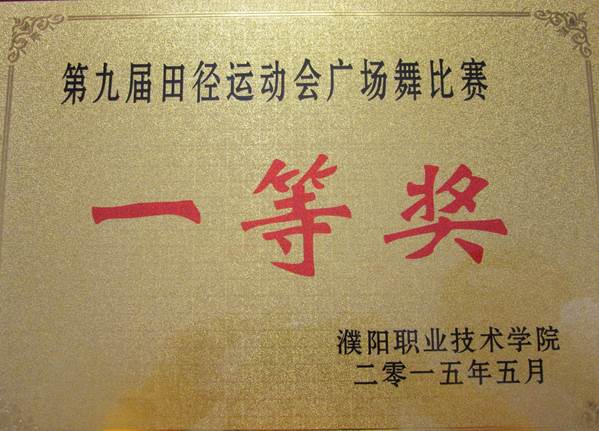 第九届田径运动会广场舞比赛
一等奖
濮阳职业技术学院
二零一五年五月